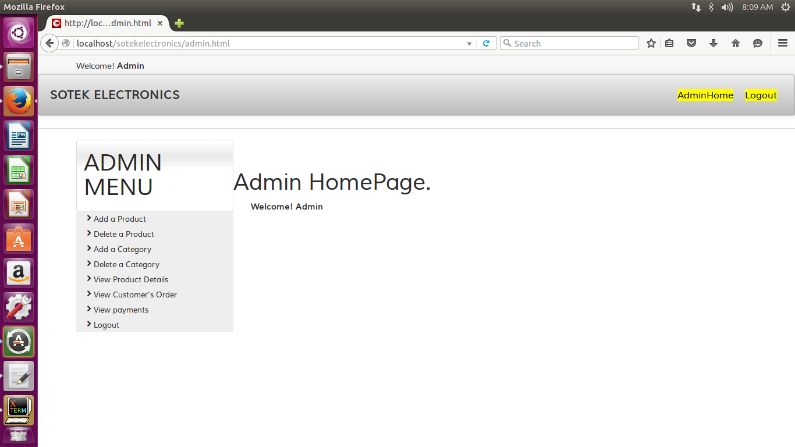 Mozilla Firefox
8:09 AM
http://loc...dmin.html
localhost/sotekelectronics/admin.html
Search
Welcome! Admin
SOTEK ELECTRONICS
AdminHome
Logout
ADMIN
MENU
Add a Product
Delete a Product
Add a Category
Delete a Category
View Product Details
View Customer's Order
View payments
Logout
Admin HomePage.
Welcome! Admin
X
TERM